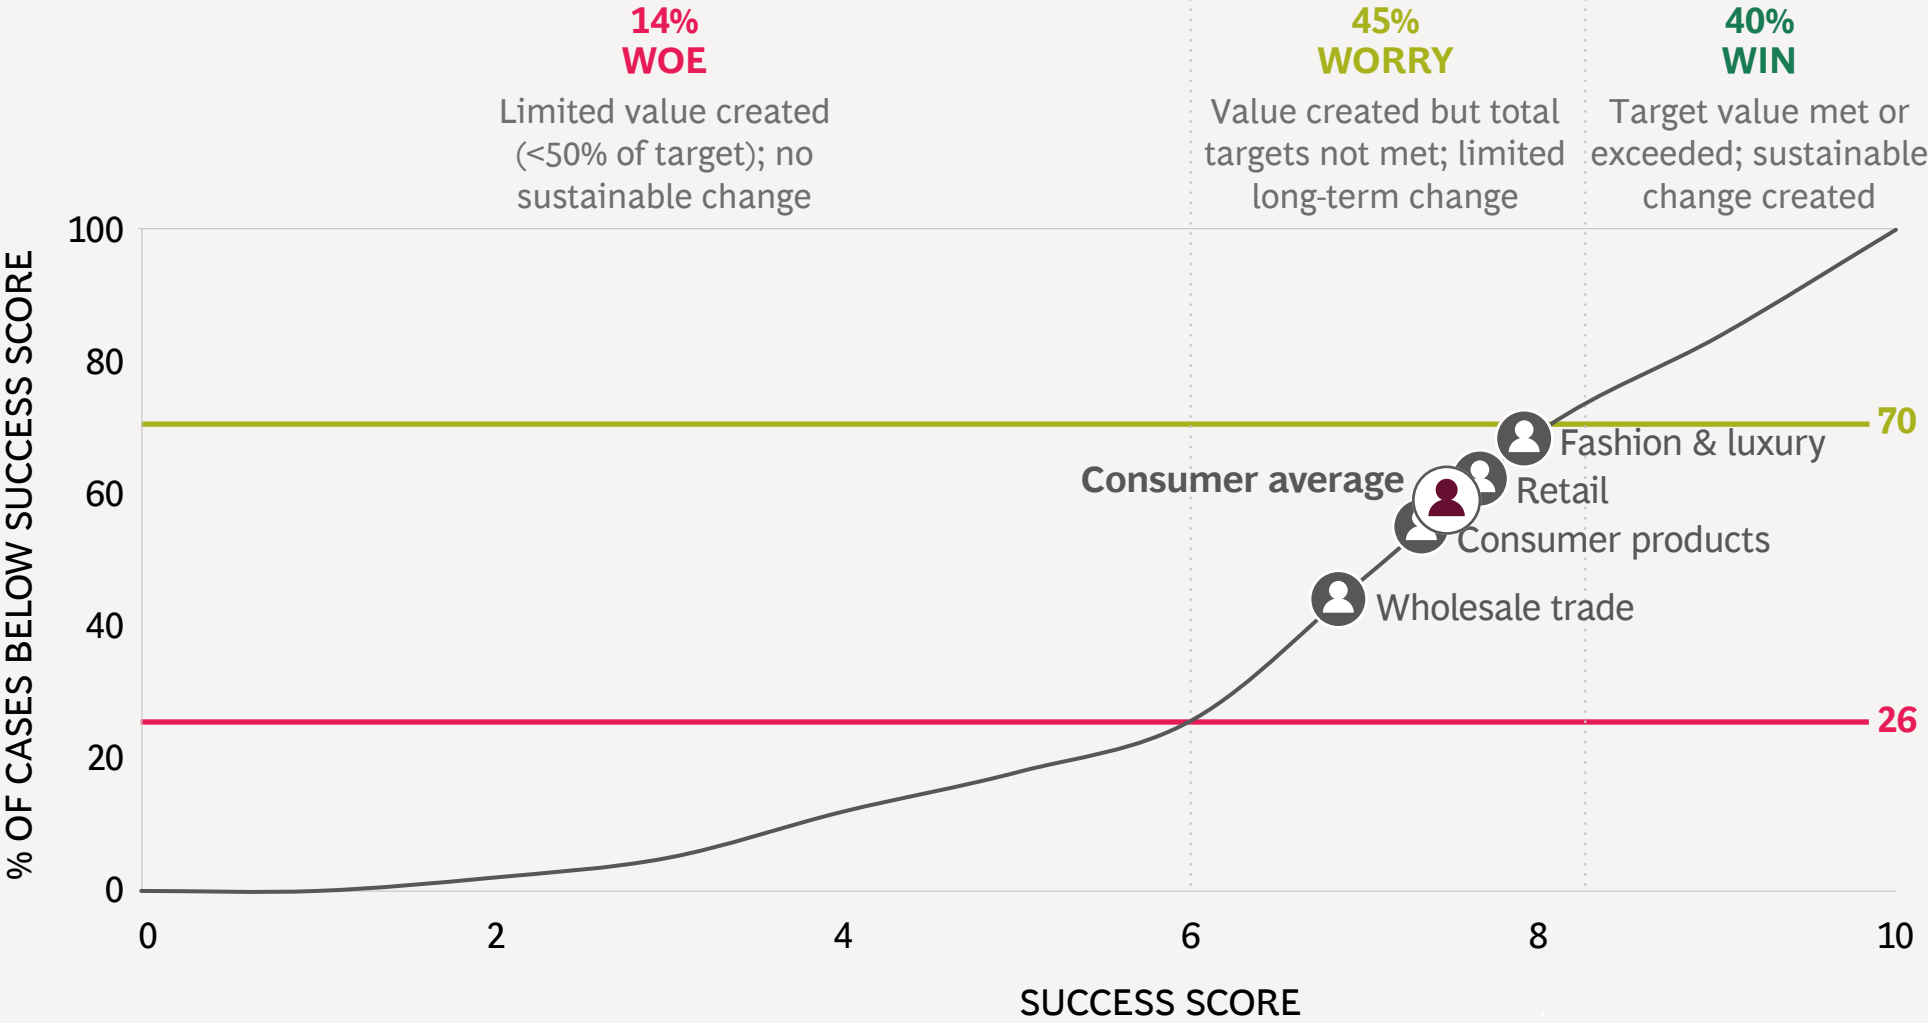 14%
WOE
Limited value created
(<50% of target); no
sustainable change
45%
WORRY
Value created but total
targets not met; limited
long-term change
40%
WIN
Target value met or
exceeded; sustainable
change created
% OF CASES BELOW SUCCESS SCORE
100
80
60
40
20
0
70
Fashion & luxury
Consumer average
Retail
Consumer products
Wholesale trade
26
0 2 4 6 8 10
SUCCESS SCORE